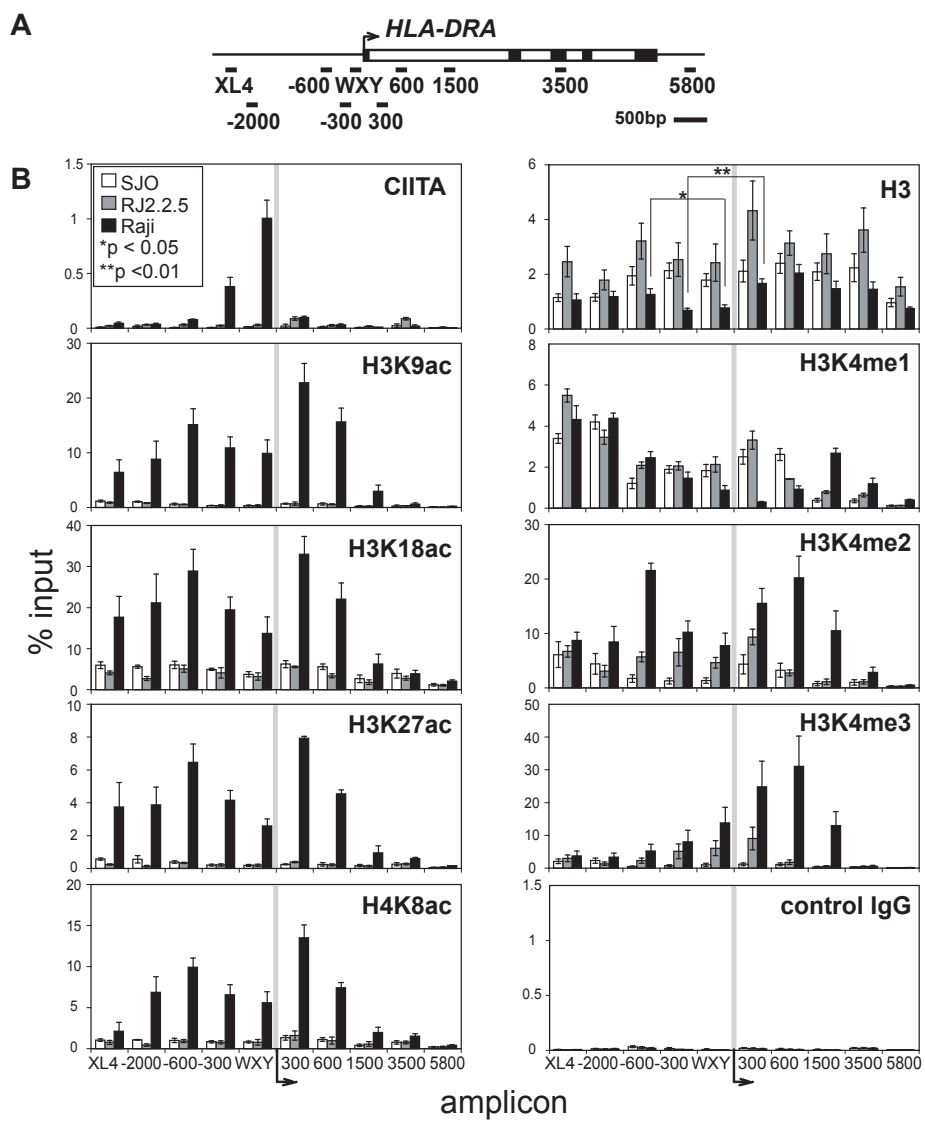 A
HLA-DRA
XL4 -600 WXY 600 1500 3500 5800
-2000 -300 300 500bp
B
% input
CIITA
SJO
RJ2.2.5
Raji
*p < 0.05
**p <0.01
1.5
1
0.5
0
H3
* **
6
4
2
0
H3K9ac
30
20
10
0
H3K4me1
8
6
4
2
0
H3K18ac
40
30
20
10
0
H3K4me2
30
20
10
0
H3K27ac
10
8
6
4
2
0
H3K4me3
50
40
30
20
10
0
H4K8ac
20
15
10
5
0
XL4 -2000 -600 -300 WXY 300 600 1500 3500 5800
control IgG
1.5
1
0.5
0
XL4 -2000 -600 -300 WXY 300 600 1500 3500 5800
amplicon